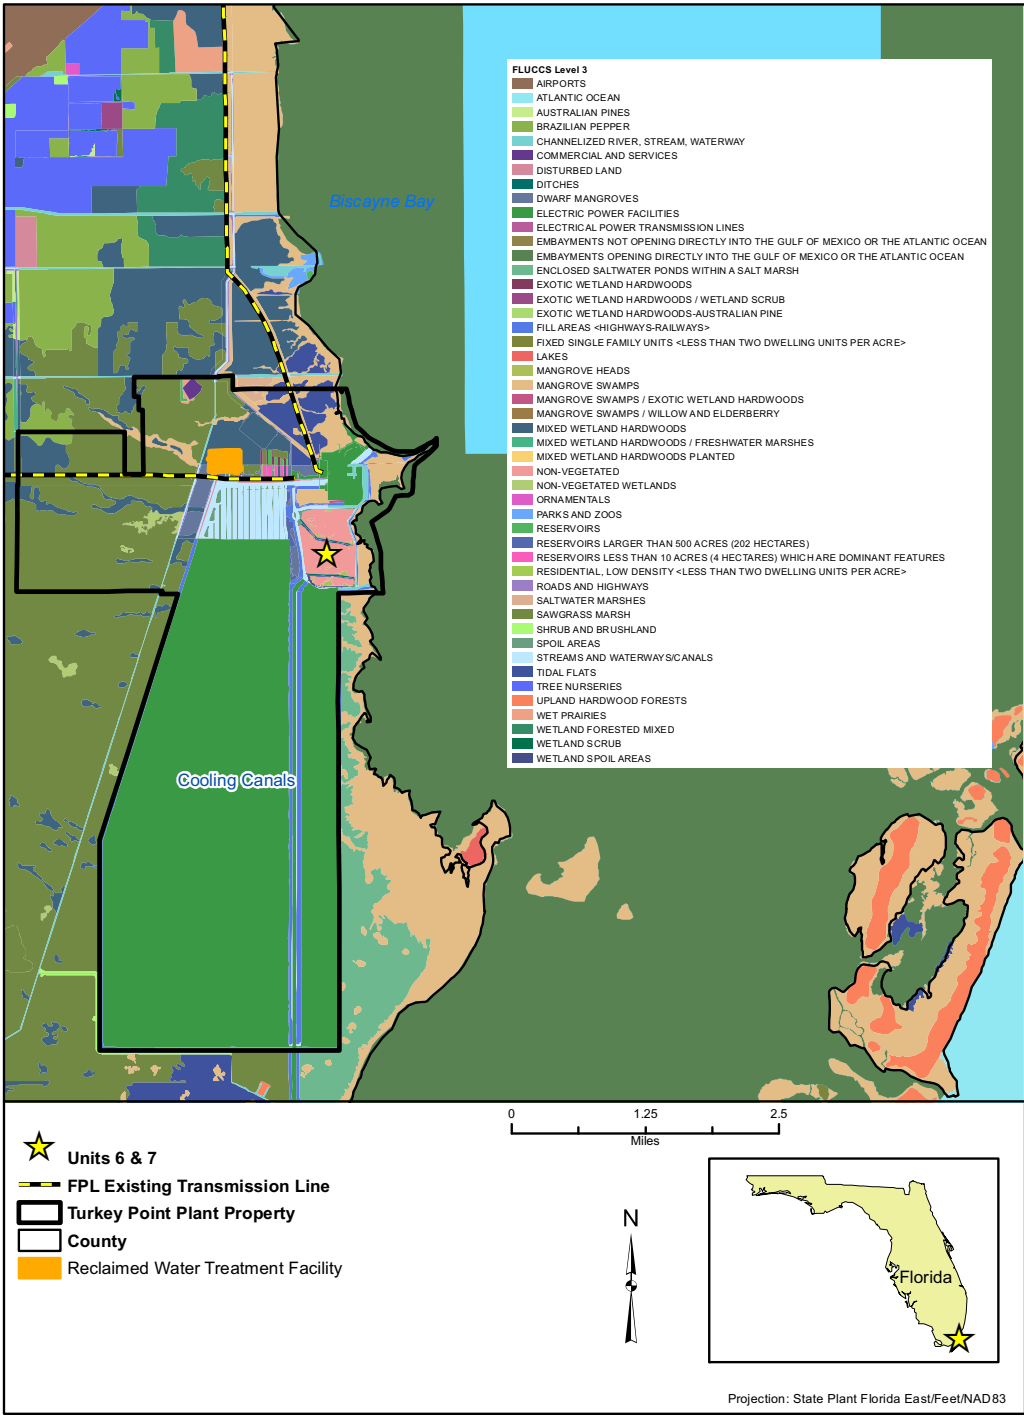 FLUCCS Level 3
AIRPORTS
ATLANTIC OCEAN
AUSTRALIAN PINES
BRAZILIAN PEPPER
CHANNELIZED RIVER, STREAM, WATERWAY
COMMERCIAL AND SERVICES
DISTURBED LAND
DITCHES
DWARF MANGROVES
ELECTRIC POWER FACILITIES
ELECTRICAL POWER TRANSMISSION LINES
EMBAYMENTS NOT OPENING DIRECTLY INTO THE GULF OF MEXICO OR THE ATLANTIC OCEAN
EMBAYMENTS OPENING DIRECTLY INTO THE GULF OF MEXICO OR THE ATLANTIC OCEAN
ENCLOSED SALTWATER PONDS WITHIN A SALT MARSH
EXOTIC WETLAND HARDWOODS
EXOTIC WETLAND HARDWOODS / WETLAND SCRUB
EXOTIC WETLAND HARDWOODS-AUSTRALIAN PINE
FILL AREAS <HIGHWAYS-RAILWAYS>
FIXED SINGLE FAMILY UNITS <LESS THAN TWO DWELLING UNITS PER ACRE>
LAKES
MANGROVE HEADS
MANGROVE SWAMPS
MANGROVE SWAMPS / EXOTIC WETLAND HARDWOODS
MANGROVE SWAMPS / WILLOW AND ELDERBERRY
MIXED WETLAND HARDWOODS
MIXED WETLAND HARDWOODS / FRESHWATER MARSHES
MIXED WETLAND HARDWOODS PLANTED
NON-VEGETATED
NON-VEGETATED WETLANDS
ORNAMENTALS
PARKS AND ZOOS
RESERVOIRS
RESERVOIRS LARGER THAN 500 ACRES (202 HECTARES)
RESERVOIRS LESS THAN 10 ACRES (4 HECTARES) WHICH ARE DOMINANT FEATURES
RESIDENTIAL, LOW DENSITY <LESS THAN TWO DWELLING UNITS PER ACRE>
ROADS AND HIGHWAYS
SALTWATER MARSHES
SAWGRASS MARSH
SHRUB AND BRUSHLAND
SPOIL AREAS
STREAMS AND WATERWAYS/CANALS
TIDAL FLATS
TREE NURSERIES
UPLAND HARDWOOD FORESTS
WET PRAIRIES
WETLAND FORESTED MIXED
WETLAND SCRUB
WETLAND SPOIL AREAS
Biscayne Bay
Cooling Canals
0 1.25 2.5
Miles
Units 6 & 7
FPL Existing Transmission Line
Turkey Point Plant Property
County
Reclaimed Water Treatment Facility
N
Florida
Projection: State Plant Florida East/Feet/NAD83